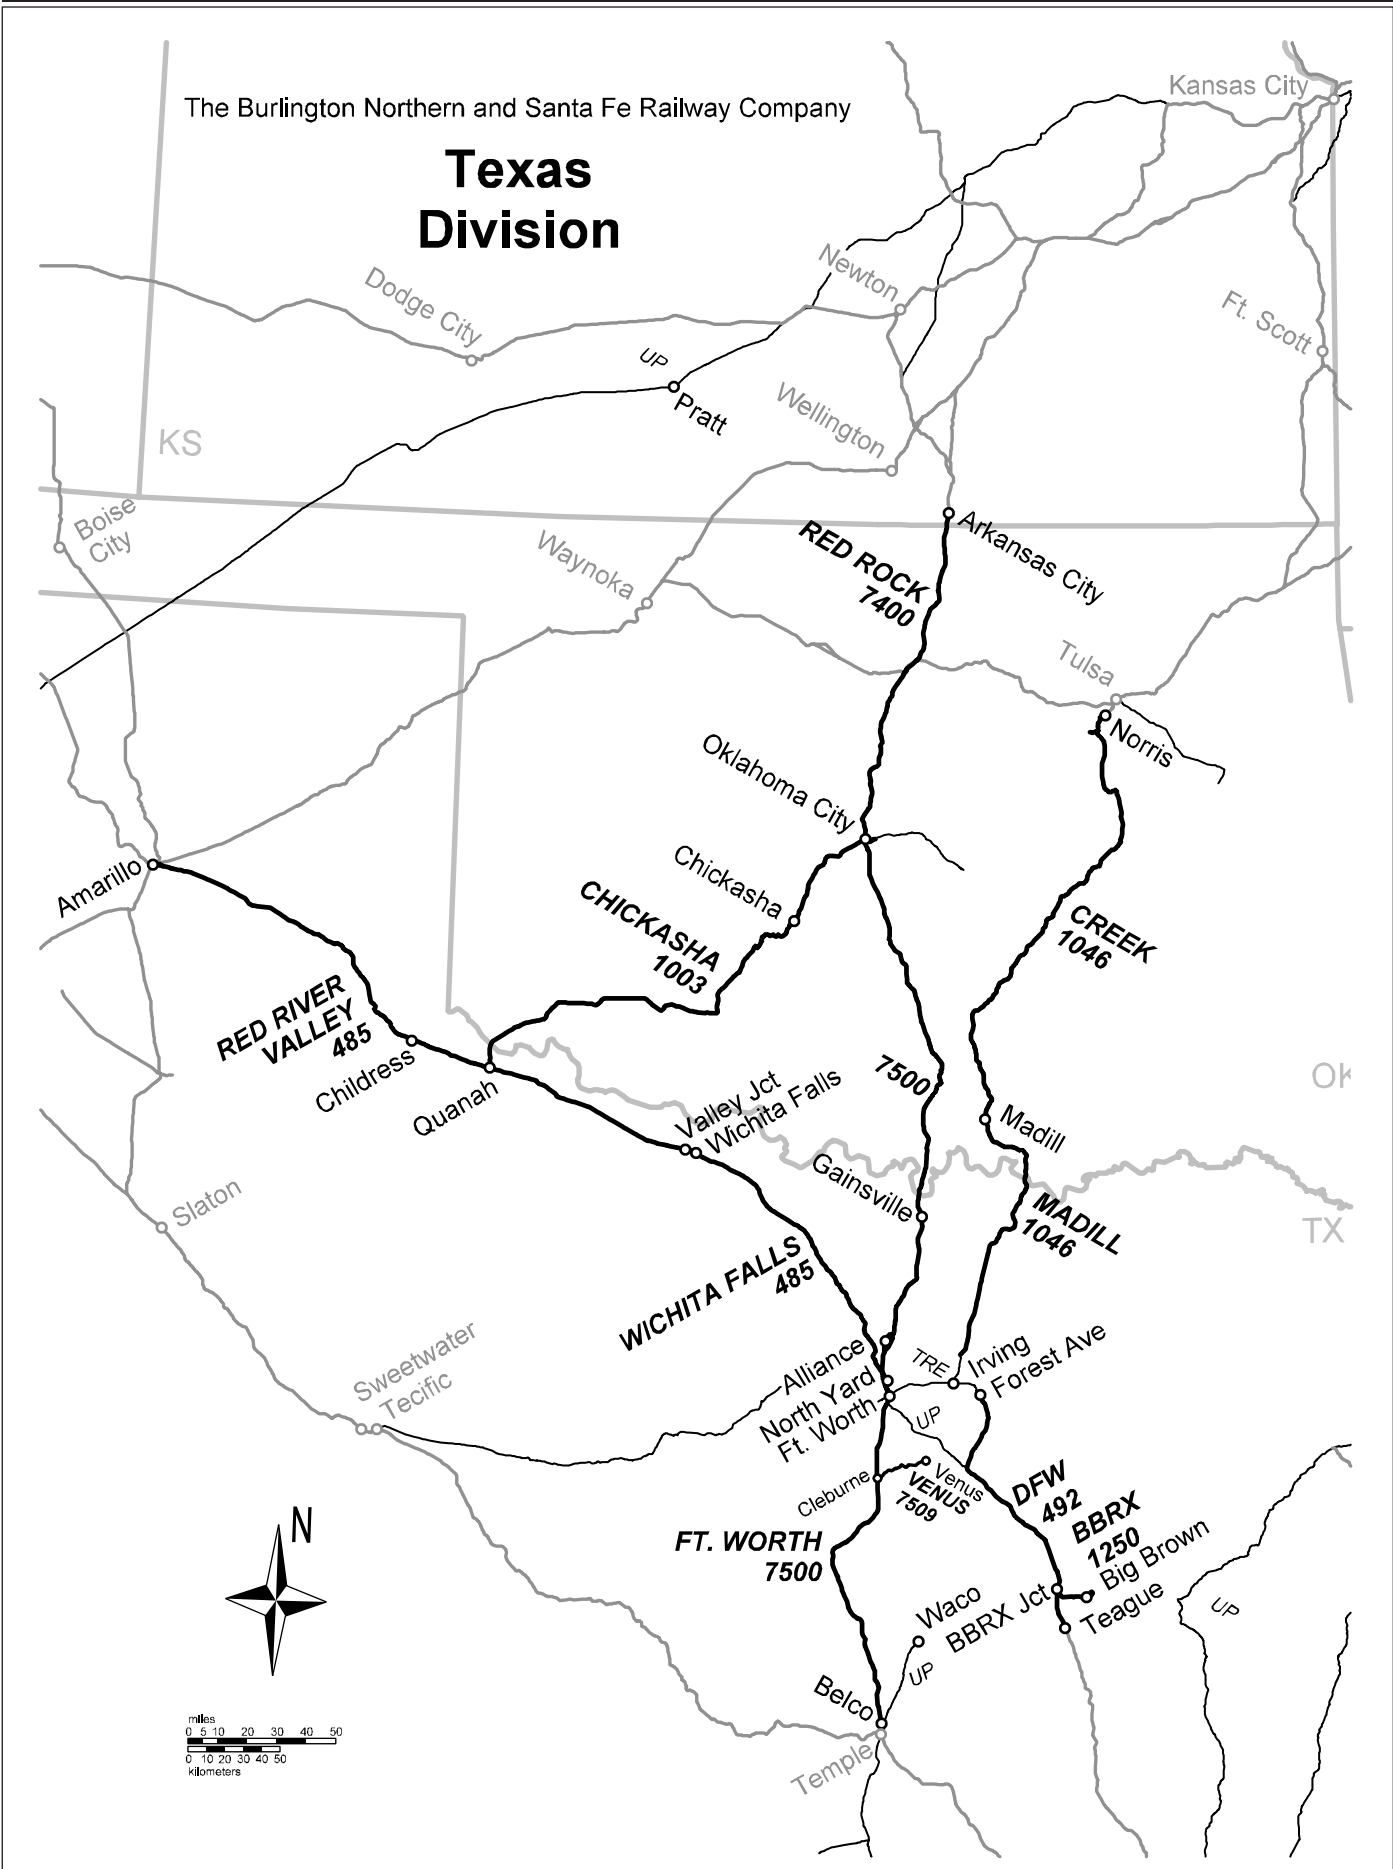 The Burlington Northern and Santa Fe Railway Company
Texas
Division
Kansas City
Newton
Dodge City
Ft. Scott
UP
Pratt
Wellington
KS
Boise
City
Waynoka
Arkansas City
RED ROCK
7400
Tulsa
Norris
Oklahoma City
Chickasha
Amarillo
CHICKASHA
1003
CREEK
1046
RED RIVER
VALLEY
485
Childress
Quanah
7500
Valley Jct
Wichita Falls
OK
Madill
Gainsville
Slaton
MADILL
1046
TX
WICHITA FALLS
485
Sweetwater
Tecific
Alliance
North Yard
Ft. Worth
TRE
Irving
Forest Ave
UP
Cleburne
Venus
VENUS
7509
DFW
492
BBRX
1250
N
FT. WORTH
7500
Big Brown
BBRX Jct
Teague
Waco
UP
UP
Belco
Temple
miles
0 5 10 20 30 40 50
0 10 20 30 40 50
kilometers